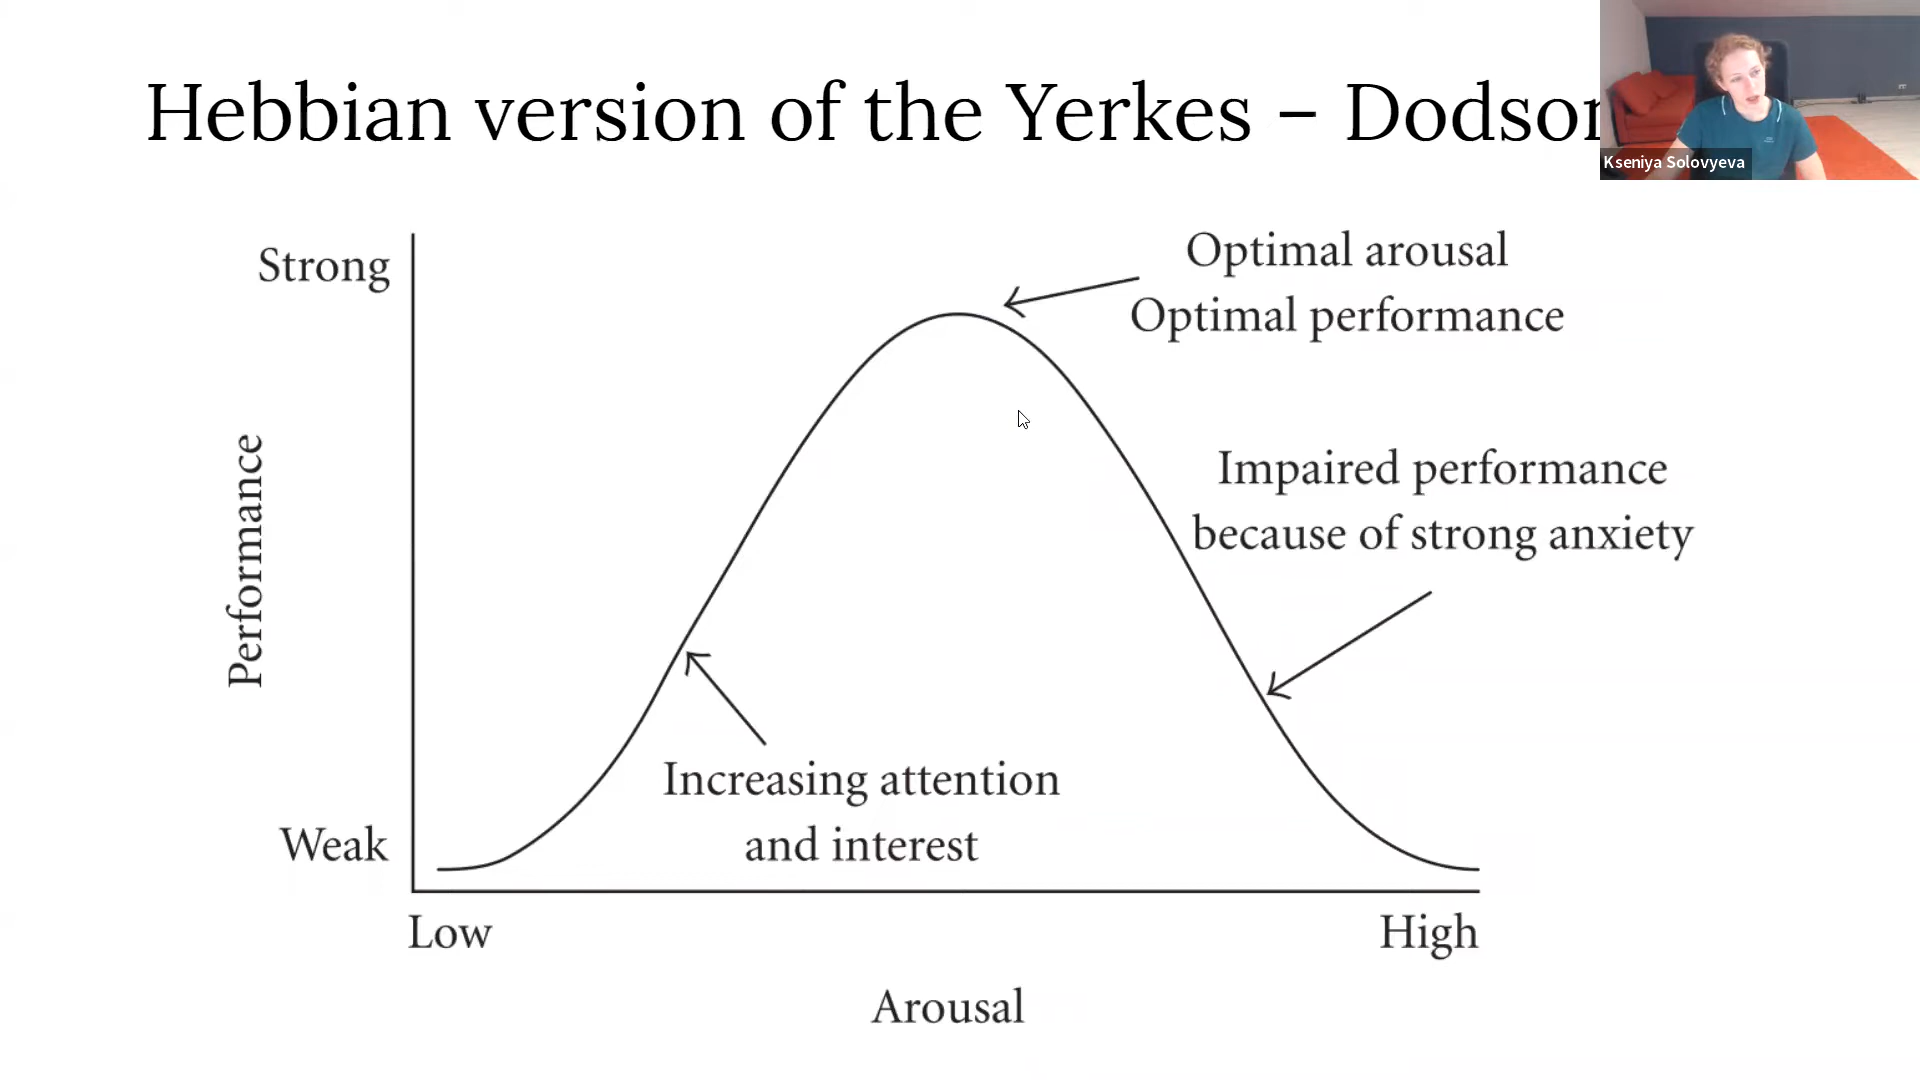 Hebbian version of the Yerkes – Dodson
Kseniya Solovyeva
Strong
Optimal arousal
Optimal performance
Impaired performance
because of strong anxiety
Performance
Increasing attention
and interest
Weak
Low
High
Arousal